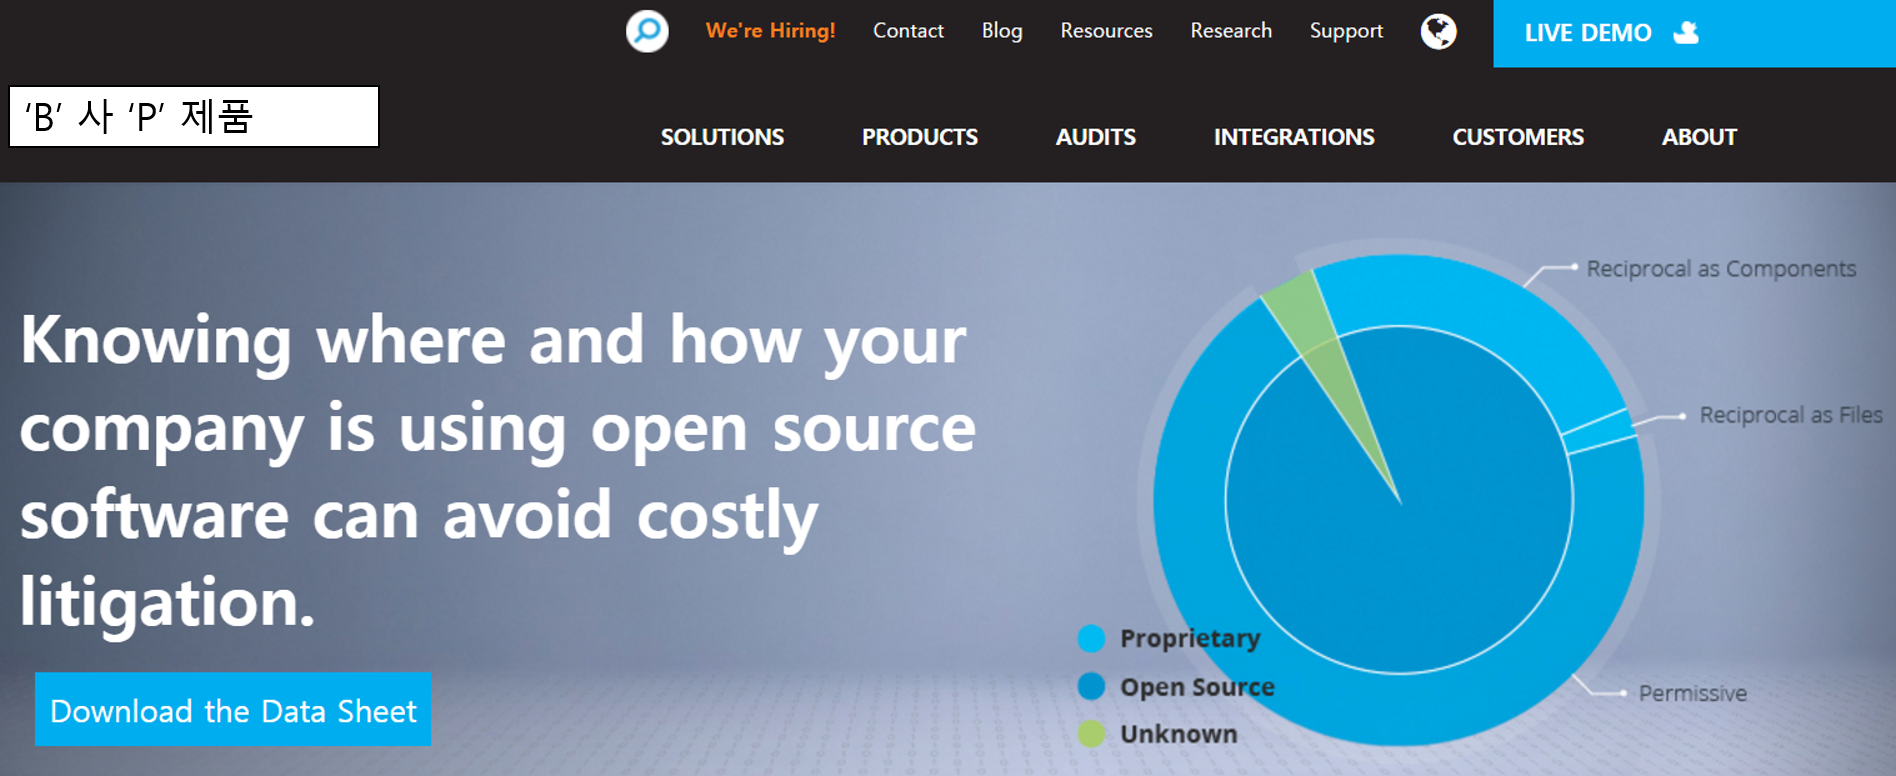 We're Hiring! Contact Blog Resources Research Support LIVE DEMO
‘B’ 사 ‘P’ 제품
SOLUTIONS PRODUCTS AUDITS INTEGRATIONS CUSTOMERS ABOUT
Knowing where and how your
company is using open source
software can avoid costly
litigation.
Download the Data Sheet
Reciprocal as Components
Reciprocal as Files
Permissive
Proprietary
Open Source
Unknown